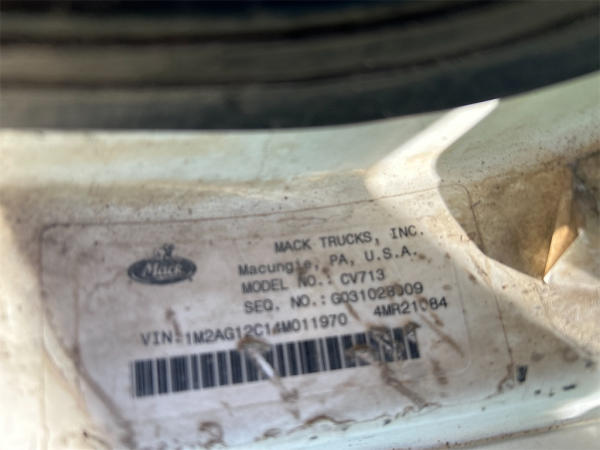 Mack
MACK TRUCKS, INC.
Macungie, PA, U.S.A.
MODEL NO.: CV713
SEQ. NO.: G031028009
4MR21084
VIN:1M2AG12C14M011970